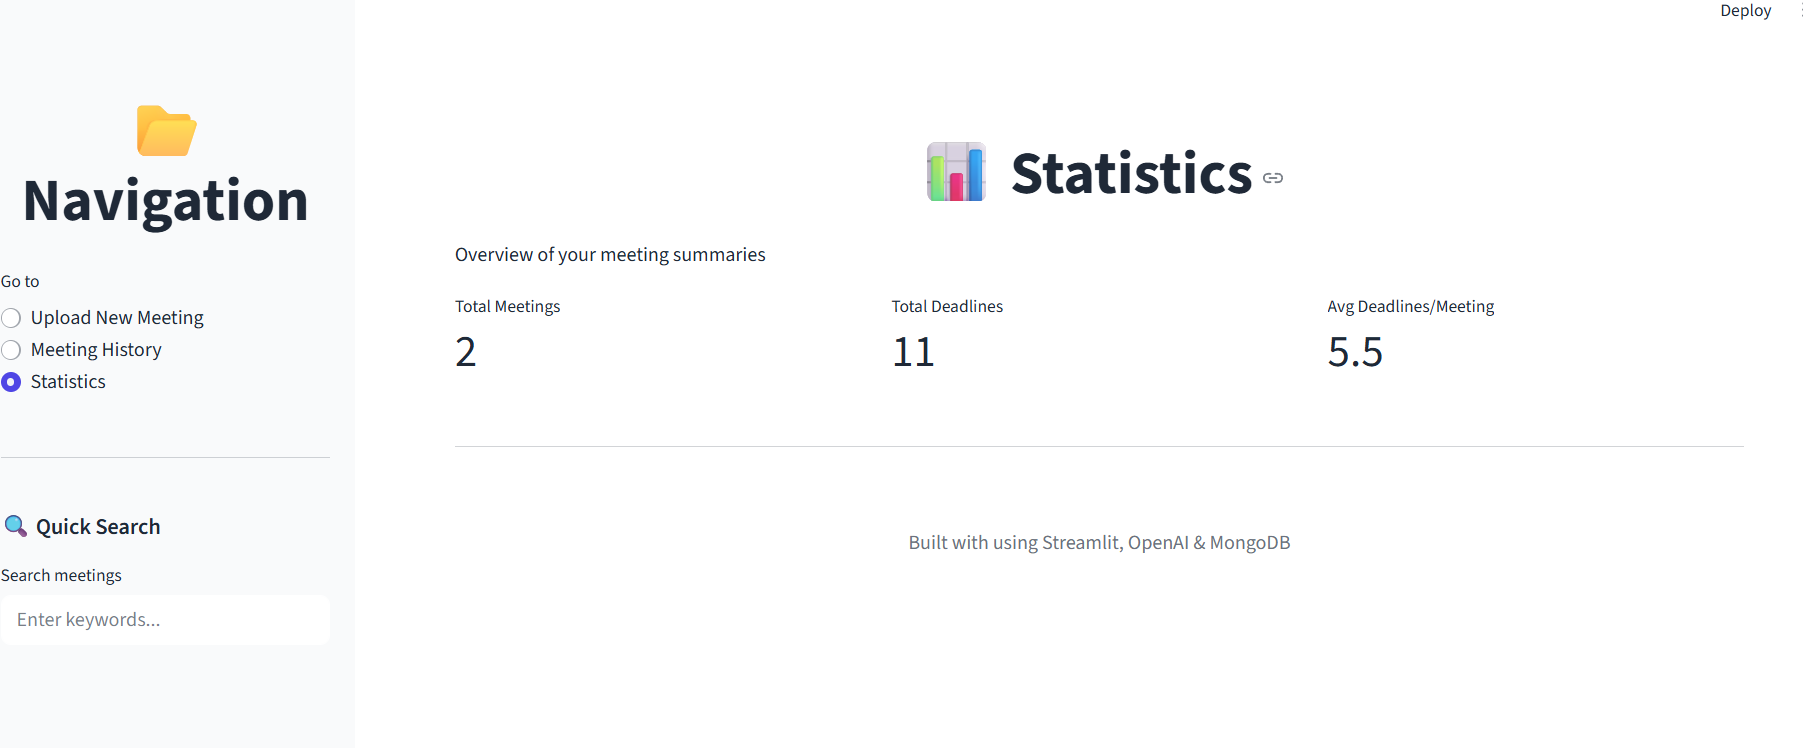 Deploy
Navigation
Go to
Upload New Meeting
Meeting History
Statistics
Quick Search
Search meetings
Enter keywords...
Statistics
Overview of your meeting summaries
Total Meetings
2
Total Deadlines
11
Avg Deadlines/Meeting
5.5
Built with using Streamlit, OpenAI & MongoDB